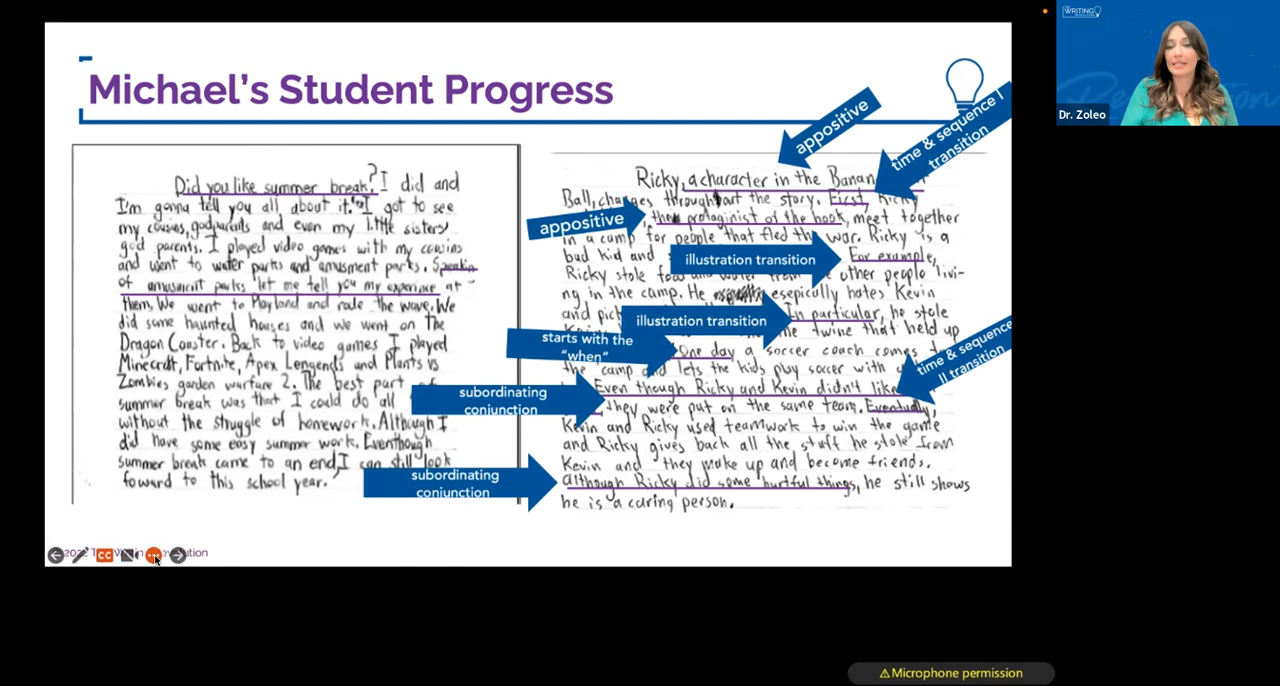 Michael's Student Progress
Did you like summer break? I did and
I'm gonna tell you all about it. I got to see
my cousies, godparents and even my little sisters'
god parents. I played video games with my cousins
and went to water parks and amusment parks. Speakin
of amusment parks let me tell you my experince at
them. We went to Playland and rode the wave. We
did some haunted houses and we went on The
Dragon Coaster. Back to video games I played
Minecraft, Fortnite, Apex Lengends and Plants vs
Zombies garden warfare 2. The best part of
summer break was that I could do all
without the struggle of homework. Although I
did have some easy summer work. Eventhough
summer break came to an end, I can still look
foward to this school year.
appositive
time & sequence I
transition
Ricky, a character in the Banan
Ball, changes throughout the story. First Ricky
appositive
the protaginist of the book, meet together
in a camp for people that fled the war. Ricky is a
bad kid and
illustration transition
For example,
Ricky stole food and water from the other people livi-
ng in the camp. He esepically hates Kevin
and pic
illustration transition
In particular, he stole
twine that held up
starts with the
"when"
One day a soccer coach comes
the camp and lets the kids play soccer with
time & sequence
II transition
subordinating
conjunction
Even though Ricky and Kevin didn't like
they were put on the same team. Eventually,
Kevin and Ricky used teamwork to win the game
and Ricky gives back all the stuff he stole from
Kevin and they make up and become friends.
subordinating
conjunction
although Ricky did some hurtful things, he still shows
he is a caring person.
CC
WRITING
Dr. Zoleo
⚠Microphone permission